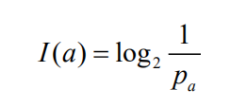 I(a) = log₂ 1/pₐ